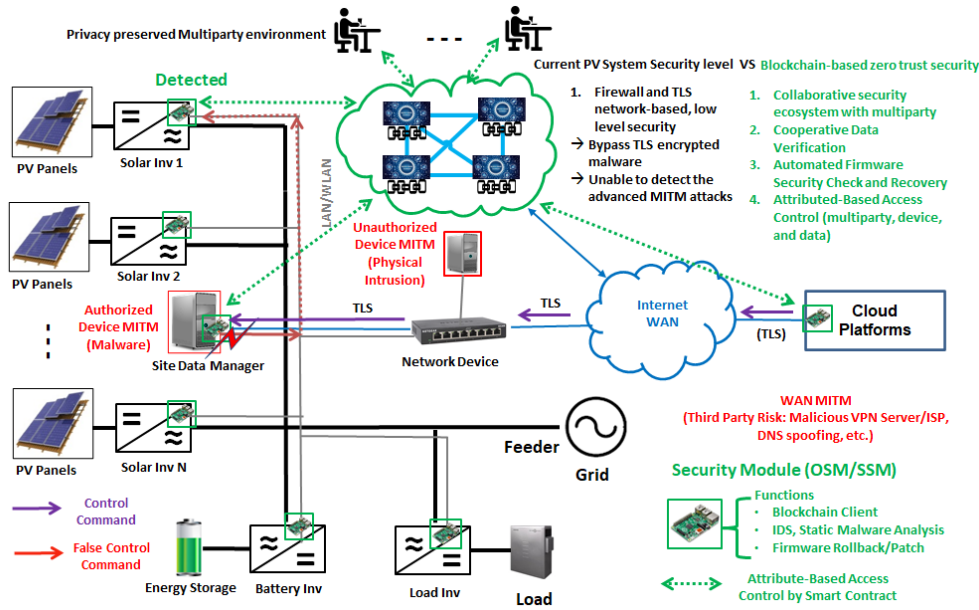 Privacy preserved Multiparty environment
Current PV System Security level VS Blockchain-based zero trust security
1. Firewall and TLS
network-based, low
level security
→ Bypass TLS encrypted
malware
→ Unable to detect the
advanced MITM attacks
1. Collaborative security
ecosystem with multiparty
2. Cooperative Data
Verification
3. Automated Firmware
Security Check and Recovery
4. Attributed-Based Access
Control (multiparty, device,
and data)
Detected
PV Panels
Solar Inv 1
LAN/WLAN
PV Panels
Solar Inv 2
Unauthorized
Device MITM
(Physical
Intrusion)
Authorized
Device MITM
(Malware)
Site Data Manager
TLS
Network Device
TLS
Internet
WAN
(TLS)
Cloud
Platforms
PV Panels
Solar Inv N
Feeder
Grid
WAN MITM
(Third Party Risk: Malicious VPN Server/ISP,
DNS spoofing, etc.)
Security Module (OSM/SSM)
Functions
• Blockchain Client
• IDS, Static Malware Analysis
• Firmware Rollback/Patch
Attribute-Based Access
Control by Smart Contract
Control
Command
False Control
Command
Energy Storage
Battery Inv
Load Inv
Load